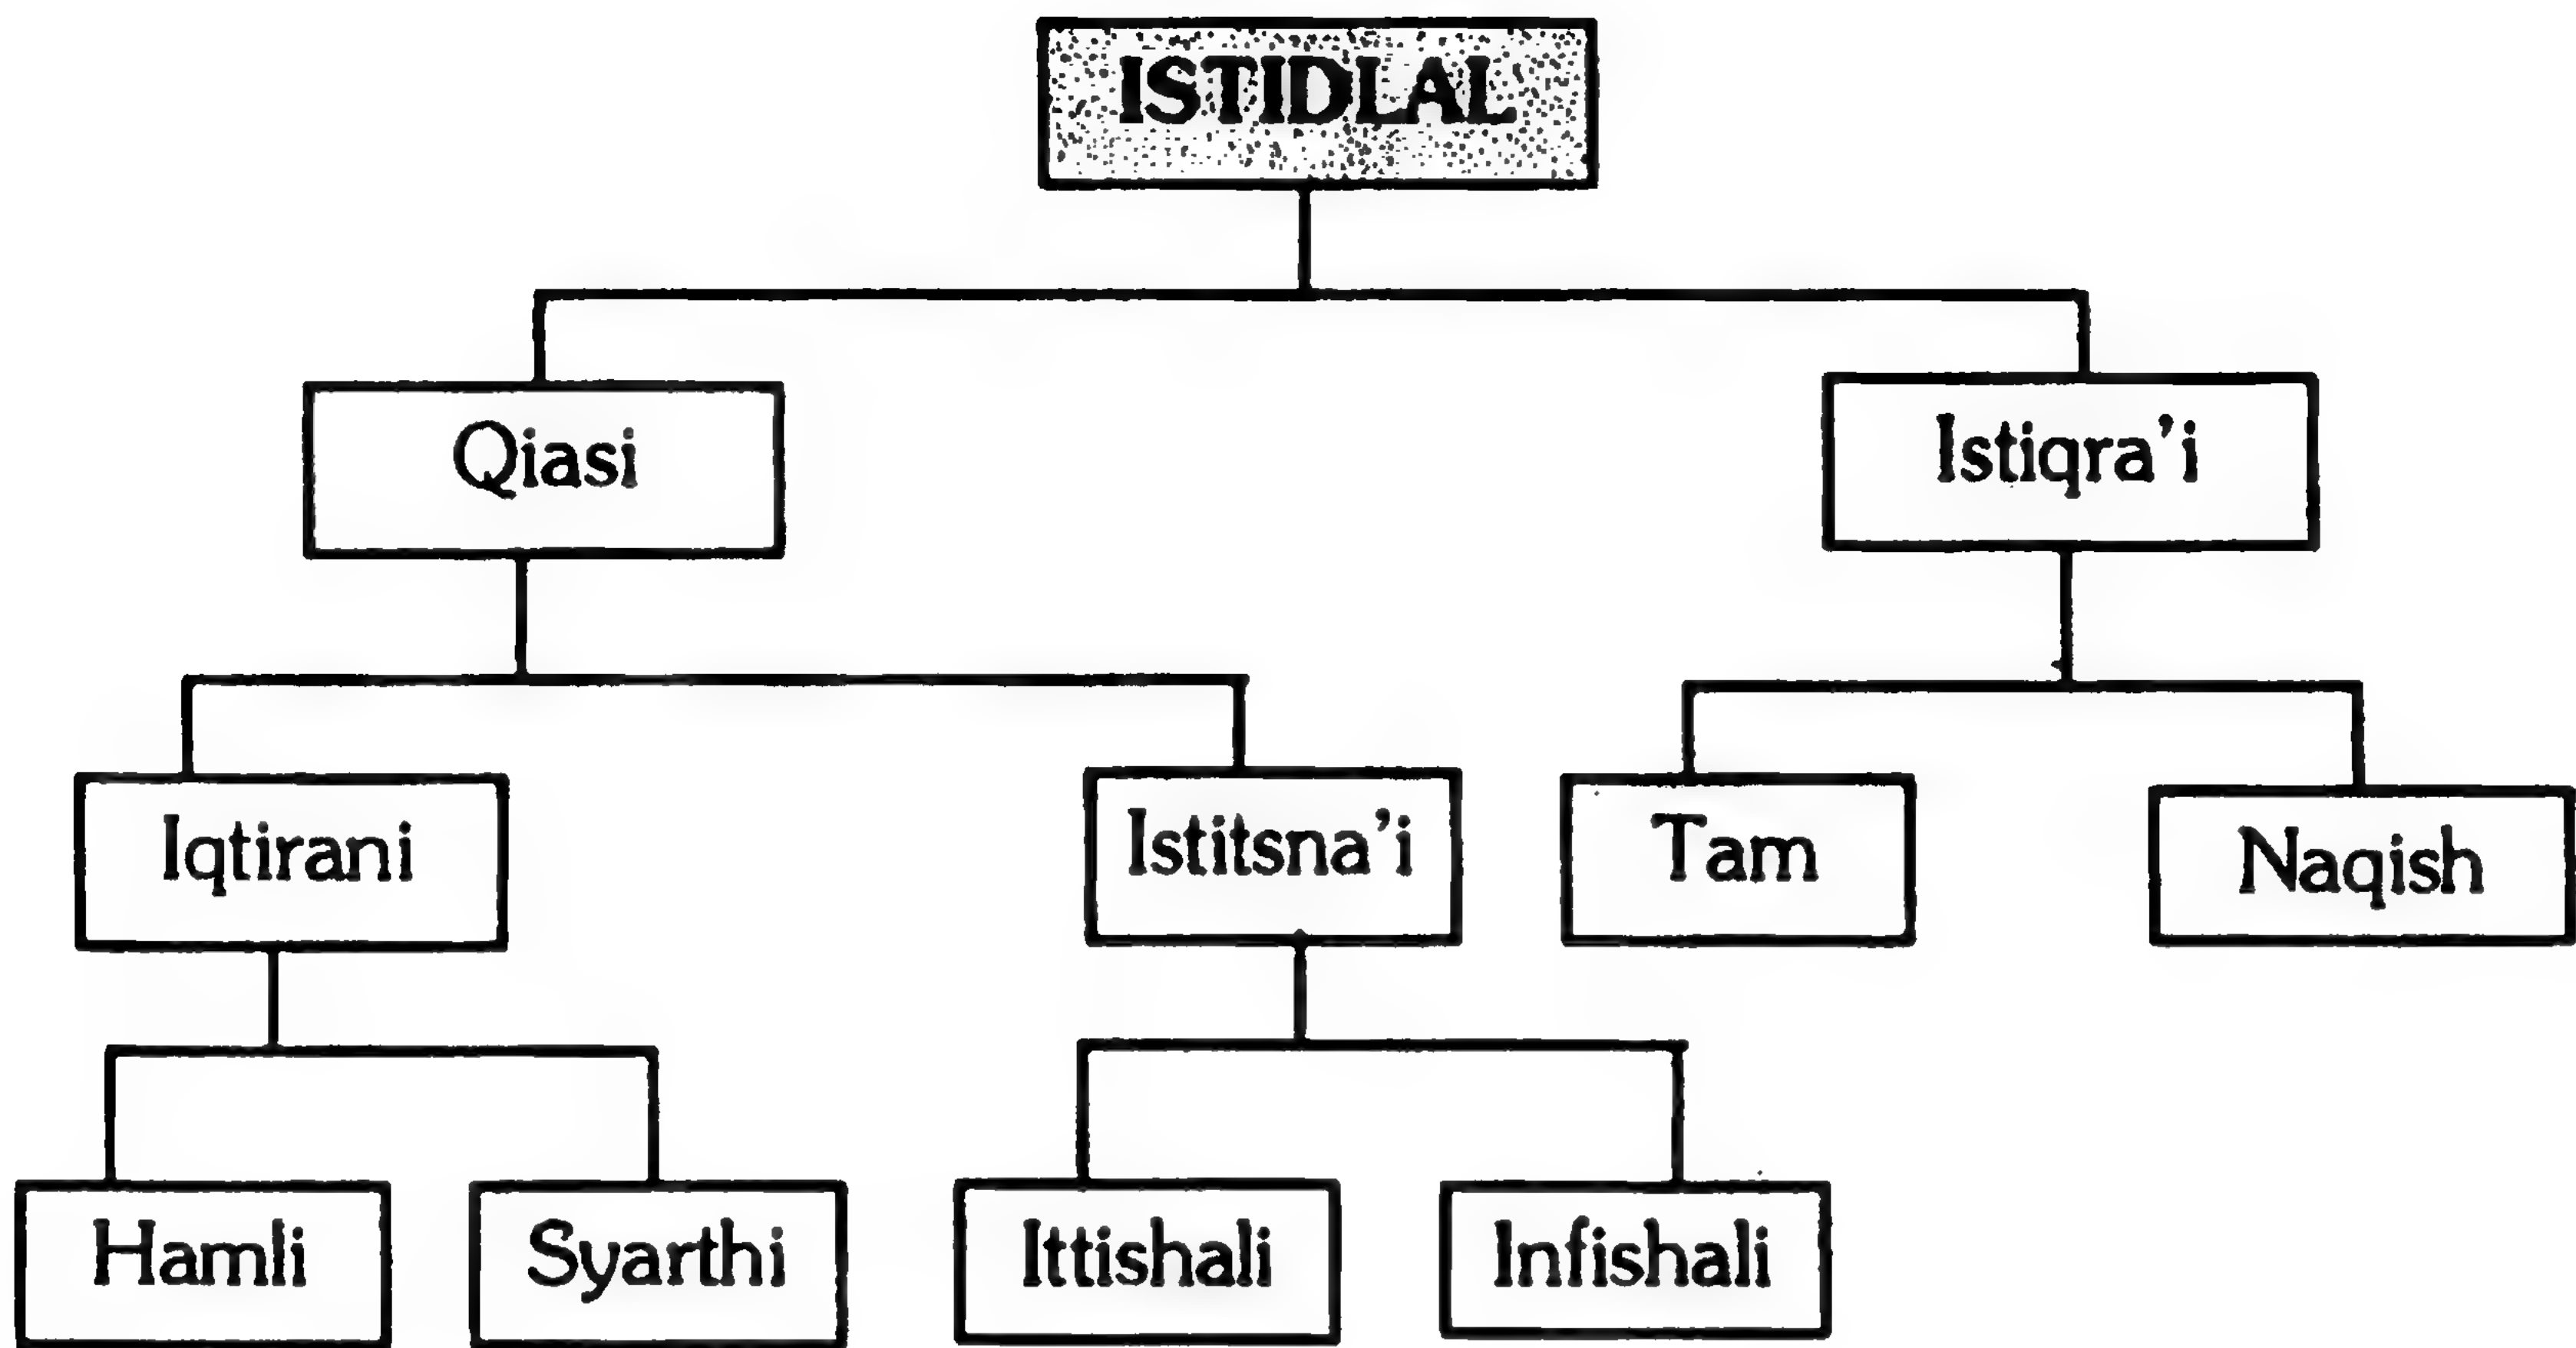 ISTIDLAL
Qiasi
Istiqra'i
Iqtirani
Istitsna'i
Tam
Naqish
Hamli
Syarthi
Ittishali
Infishali